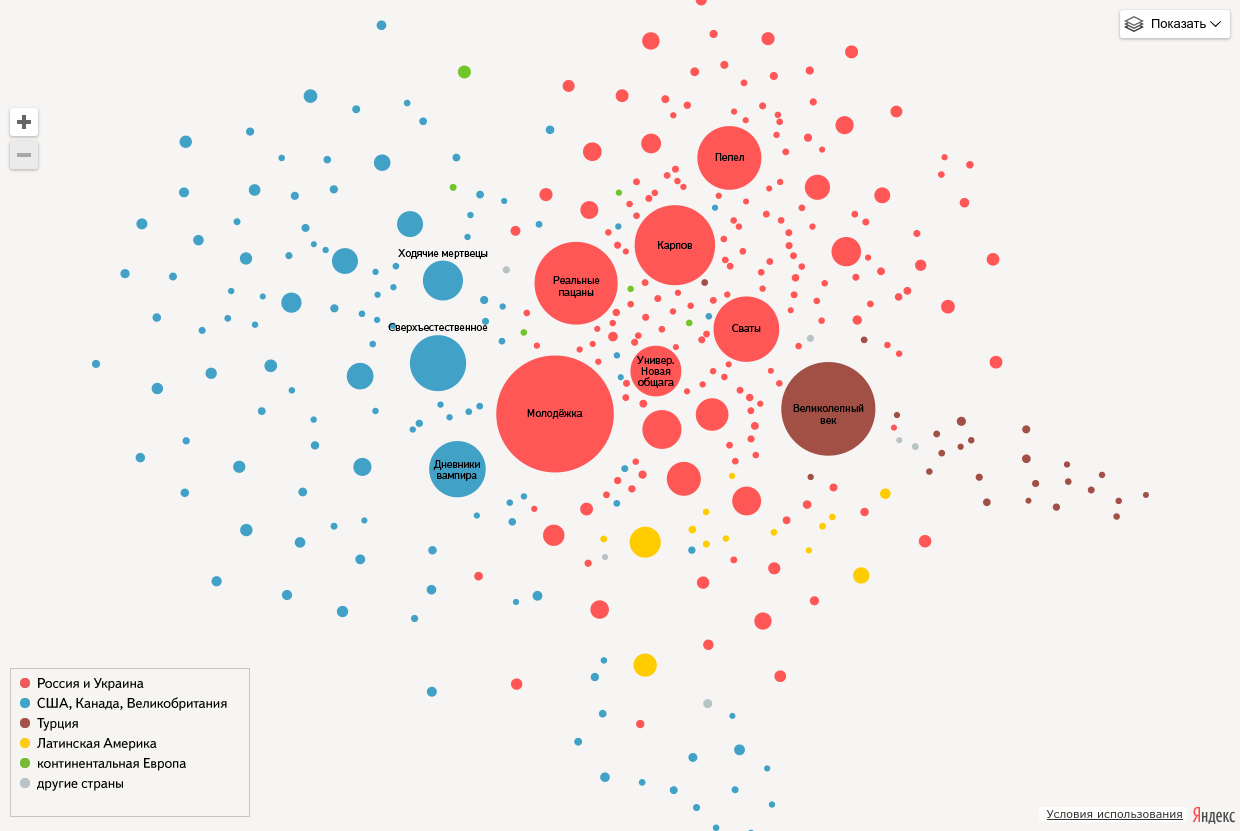 Показать
Пепел
Карпов
Ходячие мертвецы
Реальные
пацаны
Сверхъестественное
Сваты
Универ.
Новая
общага
Молодёжка
Великолепный
век
Дневники
вампира
Россия и Украина
США, Канада, Великобритания
Турция
Латинская Америка
континентальная Европа
другие страны
Условия использования
Яндекс